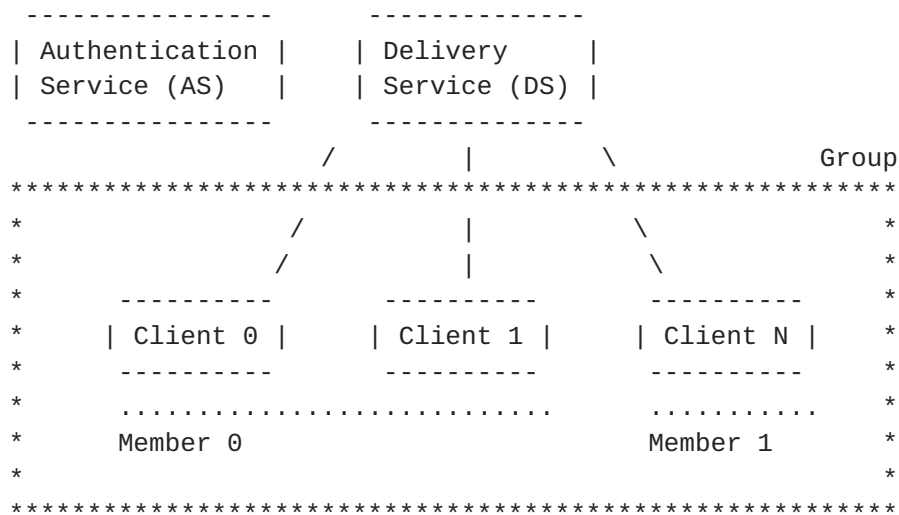 ----------------      --------------
| Authentication |    | Delivery     |
| Service (AS)   |    | Service (DS) |
 ----------------      --------------
                    /        |        \             Group
*********************************************************
*                 /          |          \               *
*                /           |           \              *
*      ----------       ----------       ----------     *
*     | Client 0 |     | Client 1 |     | Client N |    *
*      ----------       ----------       ----------     *
*      ............................      ...........    *
*      Member 0                          Member 1       *
*                                                       *
*********************************************************